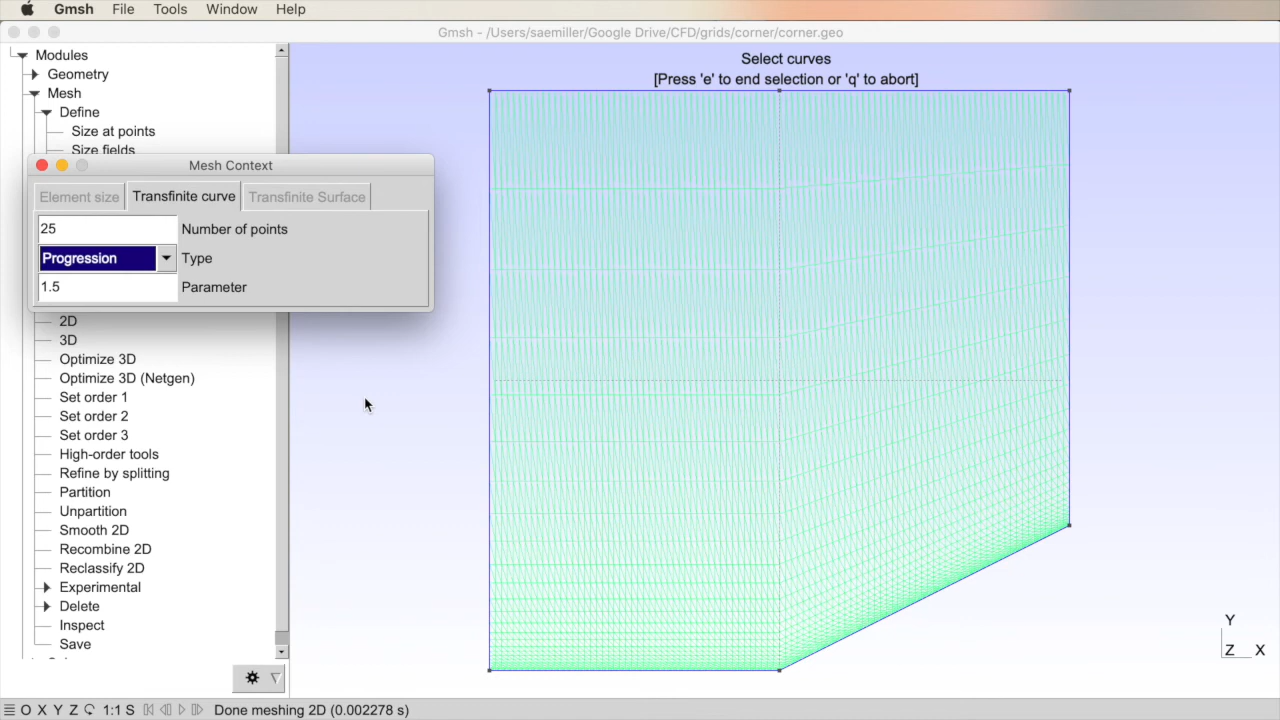 Gmsh File Tools Window Help
Gmsh - /Users/saemiller/Google Drive/CFD/grids/corner/corner.geo
Modules
Geometry
Mesh
Define
Size at points
Size fields
Mesh Context
Element size Transfinite curve Transfinite Surface
25 Number of points
Progression Type
1.5 Parameter
2D
3D
Optimize 3D
Optimize 3D (Netgen)
Set order 1
Set order 2
Set order 3
High-order tools
Refine by splitting
Partition
Unpartition
Smooth 2D
Recombine 2D
Reclassify 2D
Experimental
Delete
Inspect
Save
Select curves
[Press 'e' to end selection or 'q' to abort]
Y
Z X
O X Y Z 1:1 S Done meshing 2D (0.002278 s)